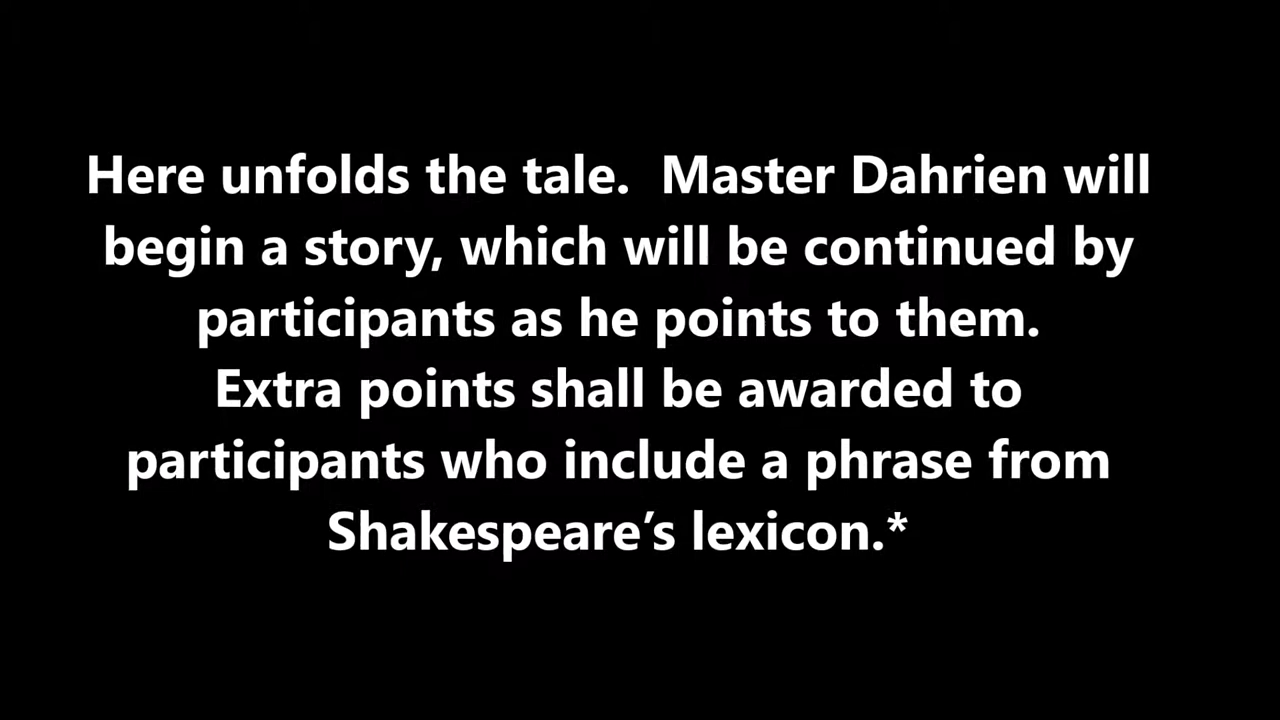 Here unfolds the tale.  Master Dahrien will
begin a story, which will be continued by
participants as he points to them.
Extra points shall be awarded to
participants who include a phrase from
Shakespeare’s lexicon.*